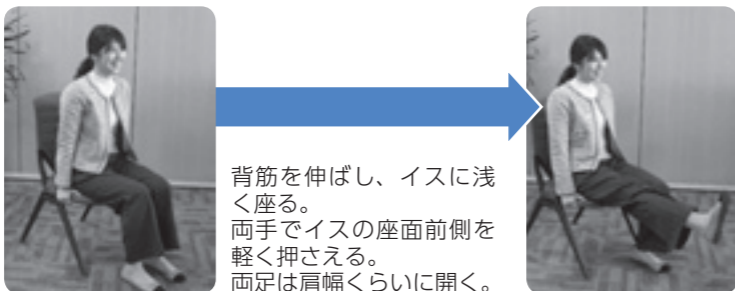 背筋を伸ばし、イスに浅
く座る。
両手でイスの座面前側を
軽く押さえる。
両足は肩幅くらいに開く。